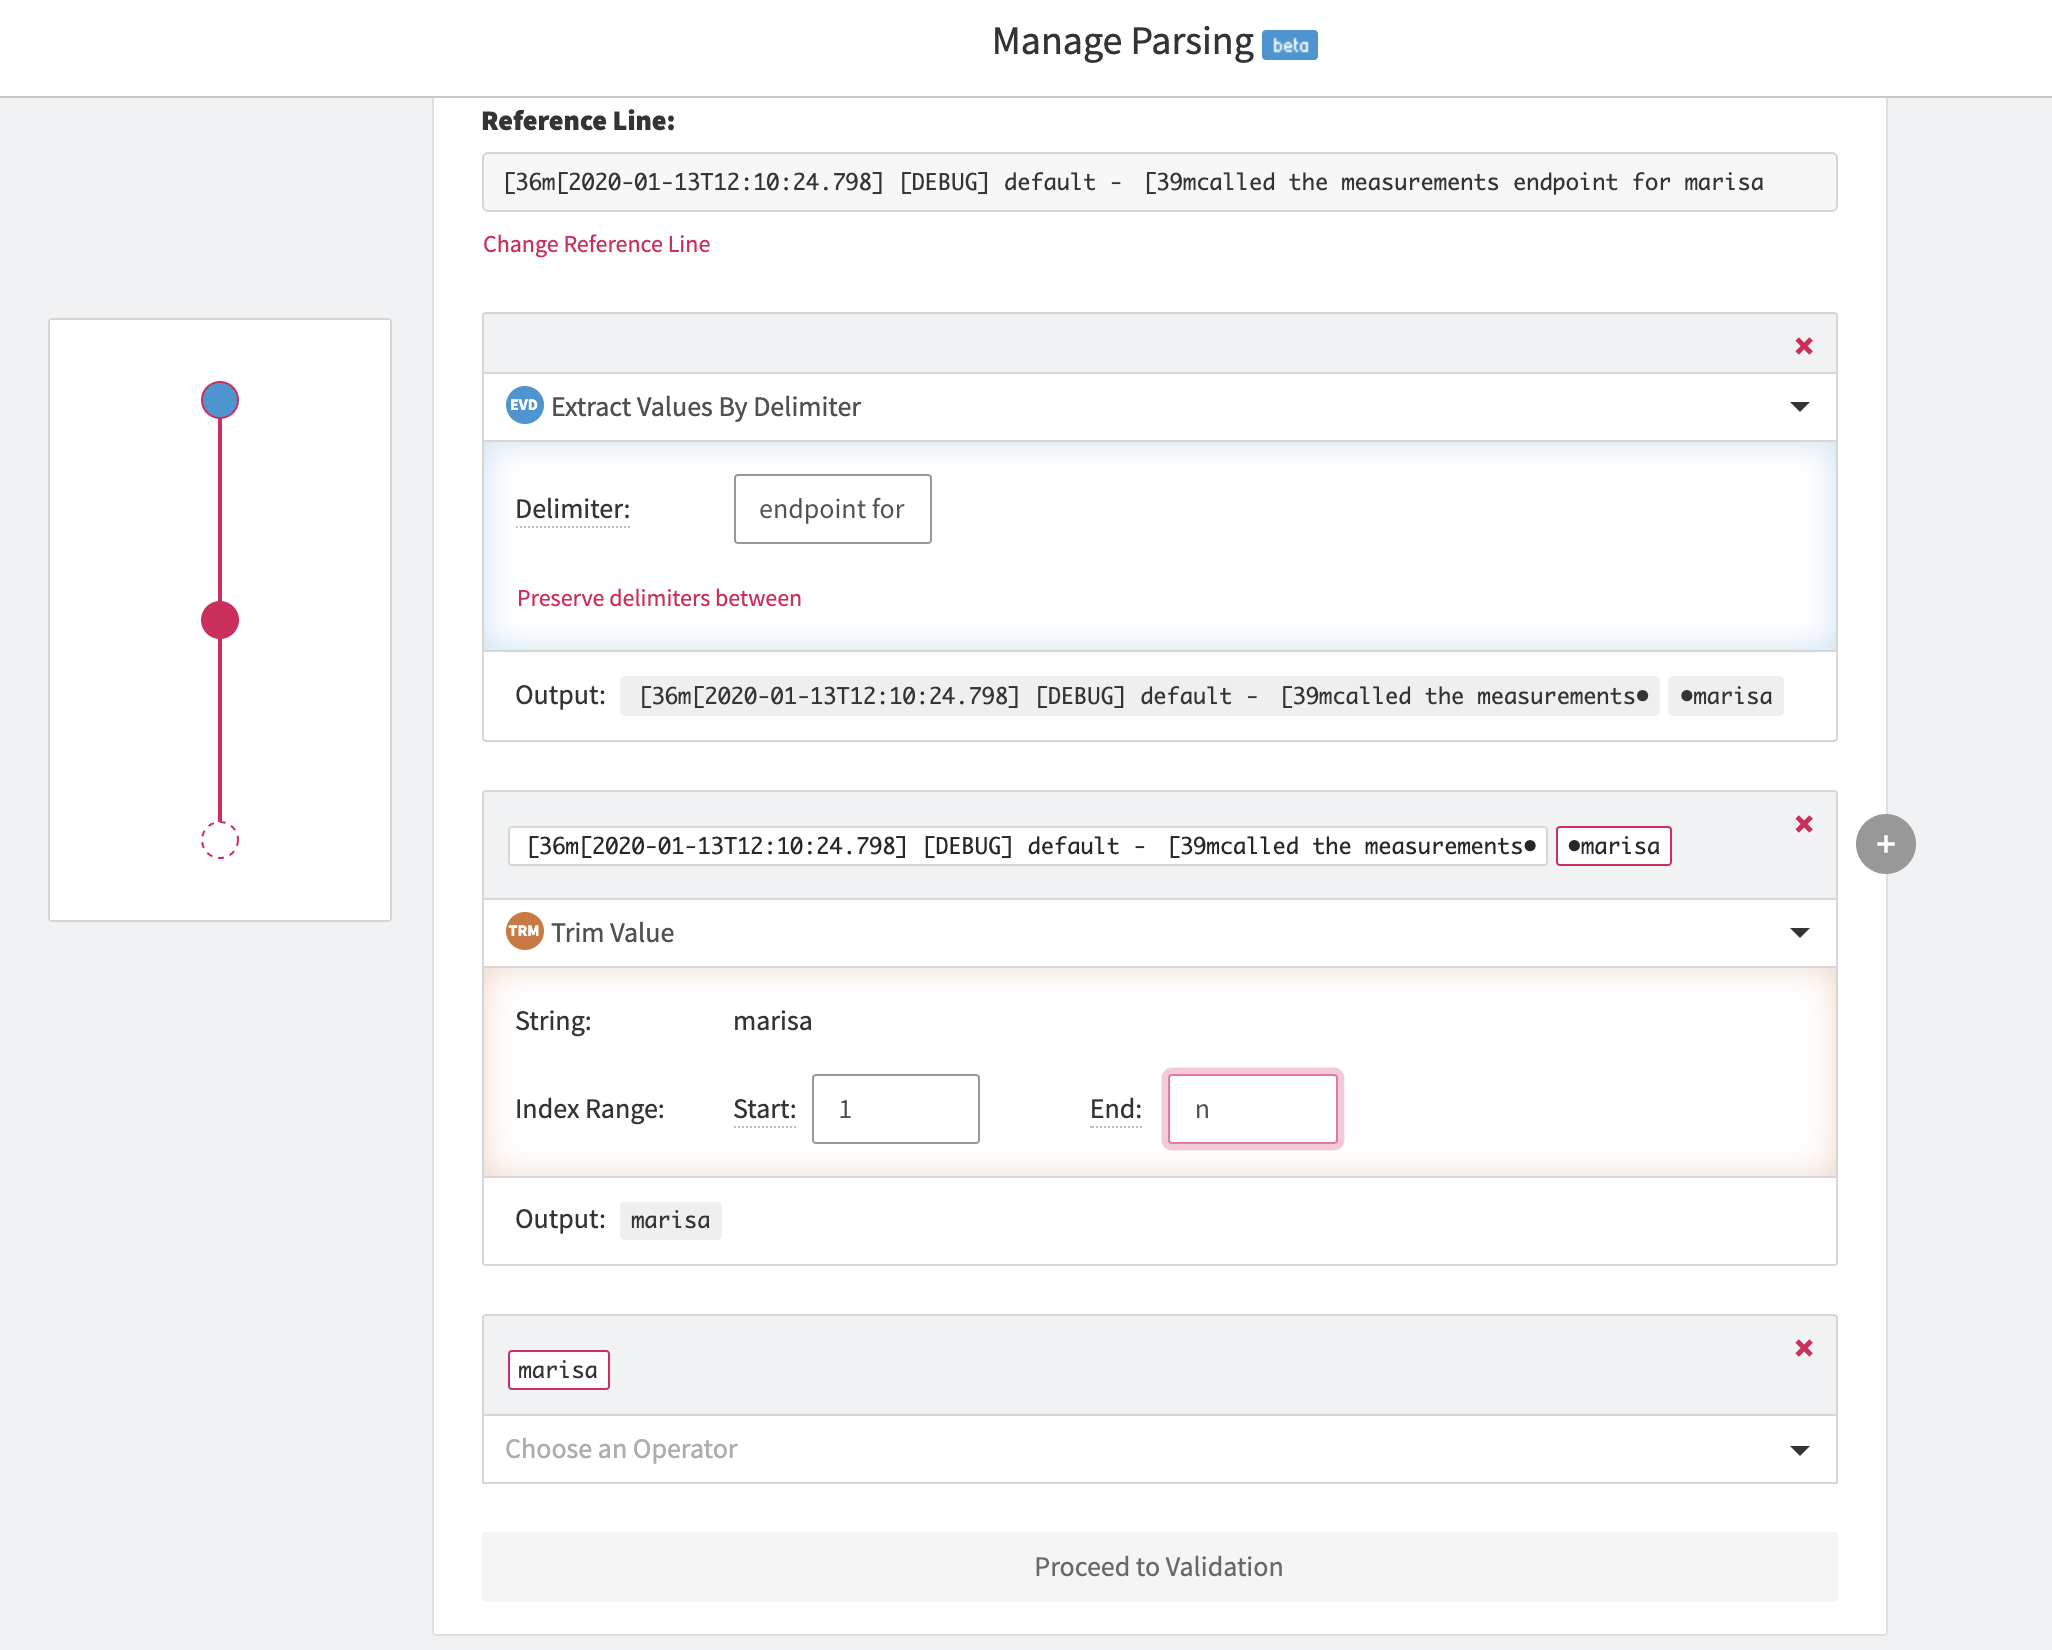 Manage Parsing beta
Reference Line:
[36m[2020-01-13T12:10:24.798] [DEBUG] default - [39mcalled the measurements endpoint for marisa
Change Reference Line
EVD Extract Values By Delimiter
Delimiter: endpoint for
Preserve delimiters between
Output: [36m[2020-01-13T12:10:24.798] [DEBUG] default - [39mcalled the measurements● ●marisa
[36m[2020-01-13T12:10:24.798] [DEBUG] default - [39mcalled the measurements● ●marisa
TRM Trim Value
String: marisa
Index Range: Start: 1 End: n
Output: marisa
marisa
Choose an Operator
Proceed to Validation